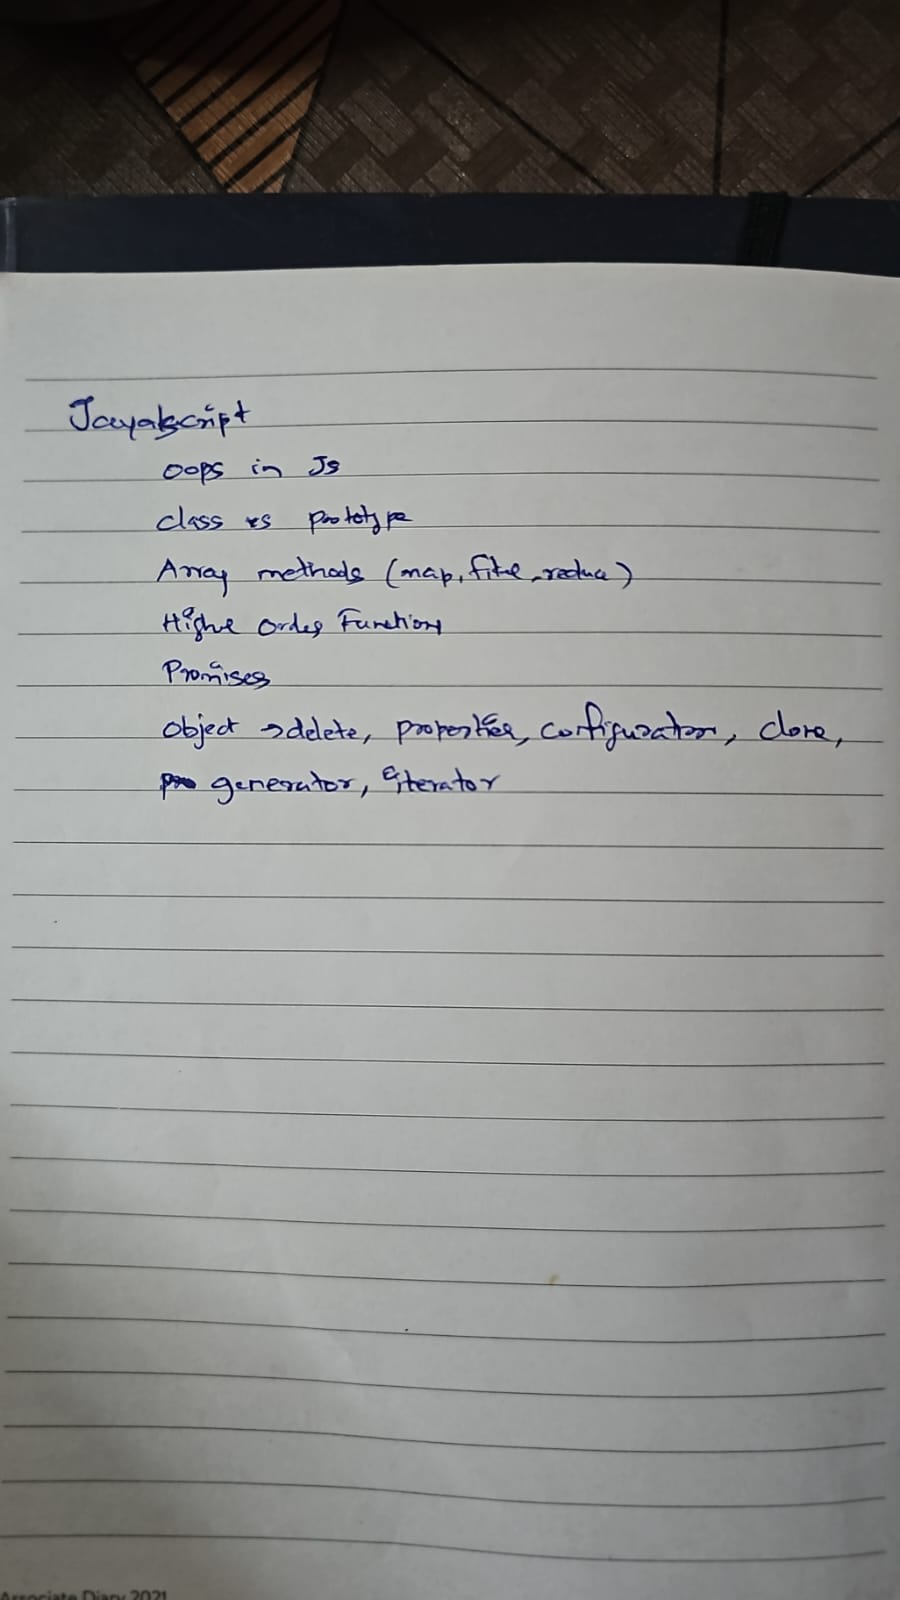 Javascript
oops in Js
class vs prototype
Array methods (map, filter, reduce)
Higher order Functions
Promises
Object → delete, properties, configuration, clone,
generator, iterator
Associate Diary 2021